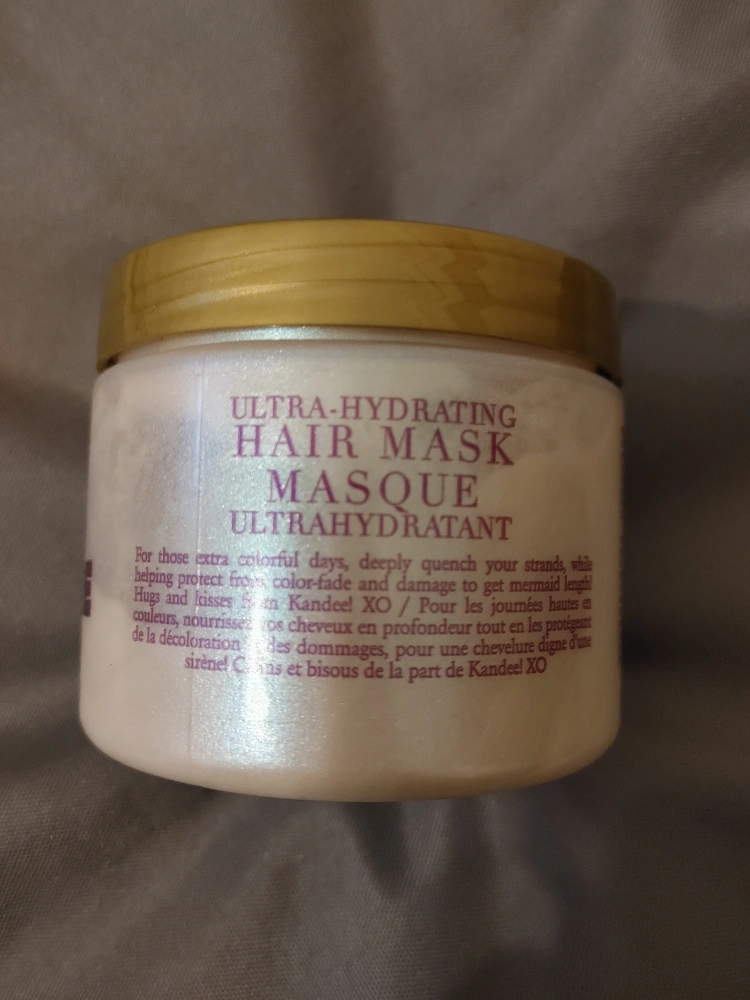 ULTRA-HYDRATING
HAIR MASK
MASQUE
ULTRAHYDRATANT
For those extra colorful days, deeply quench your strands, while
helping protect from color-fade and damage to get mermaid lengths!
Hugs and kisses from Kandee! XO / Pour les journées hautes en
couleurs, nourrissez vos cheveux en profondeur tout en les protégeant
de la décoloration des dommages, pour une chevelure digne d'une
sirène! et bisous de la part de Kandee! XO